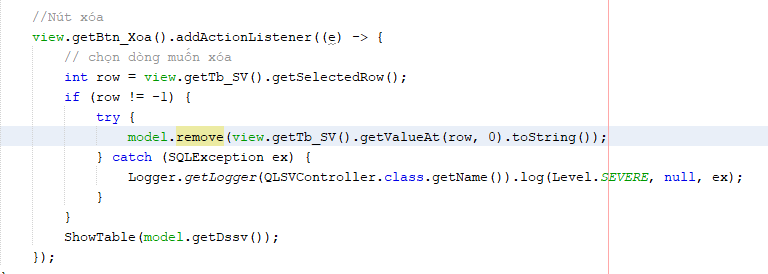 //Nút xóa
view.getBtn_Xoa().addActionListener((e) -> {
// chọn dòng muốn xóa
int row = view.getTb_SV().getSelectedRow();
if (row != -1) {
try {
model.remove(view.getTb_SV().getValueAt(row, 0).toString());
} catch (SQLException ex) {
Logger.getLogger(QLSVController.class.getName()).log(Level.SEVERE, null, ex);
}
}
ShowTable(model.getDssv());
});